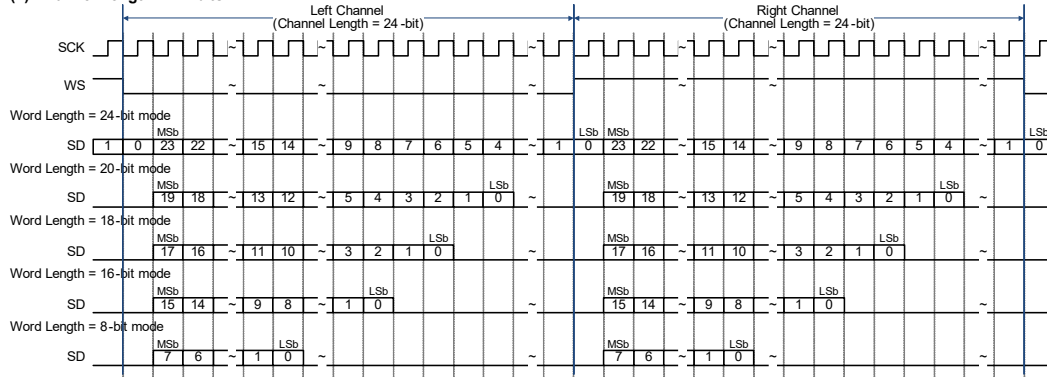 Left Channel Right Channel
(Channel Length = 24-bit) (Channel Length = 24-bit)
SCK ~ ~ ~ ~ ~ ~
WS ~ ~ ~ ~ ~ ~
Word Length = 24-bit mode
MSb LSb MSb LSb
SD 1 0 23 22 ~ 15 14 ~ 9 8 7 6 5 4 ~ 1 0 23 22 ~ 15 14 ~ 9 8 7 6 5 4 ~ 1 0
Word Length = 20-bit mode
MSb LSb MSb LSb
SD 19 18 ~ 13 12 ~ 5 4 3 2 1 0 ~ 19 18 ~ 13 12 ~ 5 4 3 2 1 0 ~
Word Length = 18-bit mode
MSb LSb MSb LSb
SD 17 16 ~ 11 10 ~ 3 2 1 0 ~ 17 16 ~ 11 10 ~ 3 2 1 0 ~
Word Length = 16-bit mode
MSb LSb MSb LSb
SD 15 14 ~ 9 8 ~ 1 0 ~ 15 14 ~ 9 8 ~ 1 0 ~
Word Length = 8-bit mode
MSb LSb MSb LSb
SD 7 6 ~ 1 0 ~ ~ 7 6 ~ 1 0 ~ ~